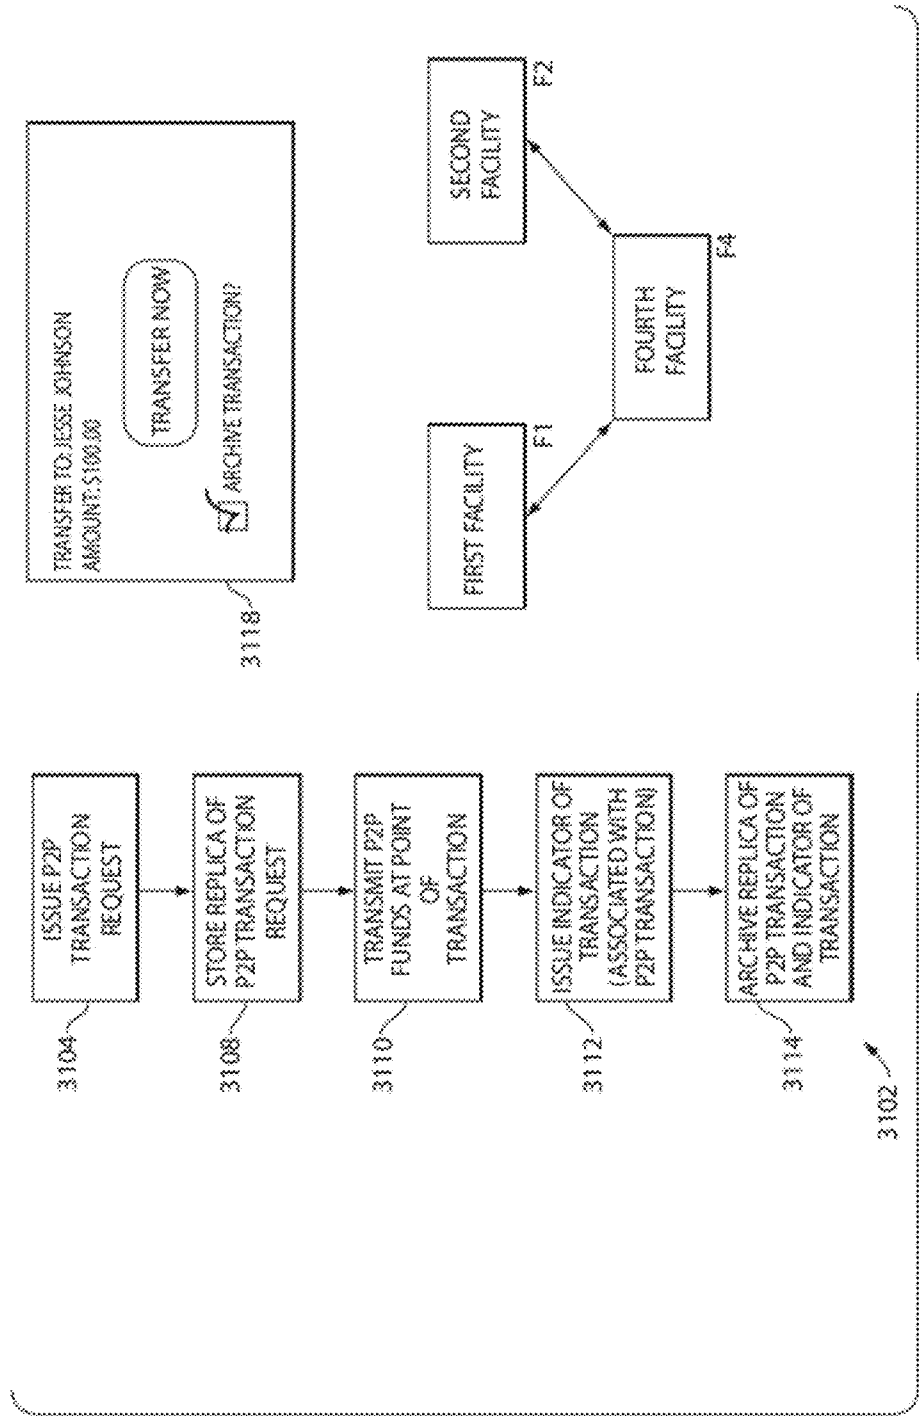 ISSUE P2P
TRANSACTION
REQUEST
3104
STORE REPLICA OF
P2P TRANSACTION
REQUEST
3108
TRANSMIT P2P
FUNDS AT POINT
OF
TRANSACTION
3110
ISSUE INDICATOR OF
TRANSACTION
(ASSOCIATED WITH
P2P TRANSACTION)
3112
ARCHIVE REPLICA OF
P2P TRANSACTION
AND INDICATOR OF
TRANSACTION
3114
3102
TRANSFER TO: JESSE JOHNSON
AMOUNT: $100.00
TRANSFER NOW
ARCHIVE TRANSACTION?
3118
FIRST FACILITY
F1
SECOND
FACILITY
F2
FOURTH
FACILITY
F4